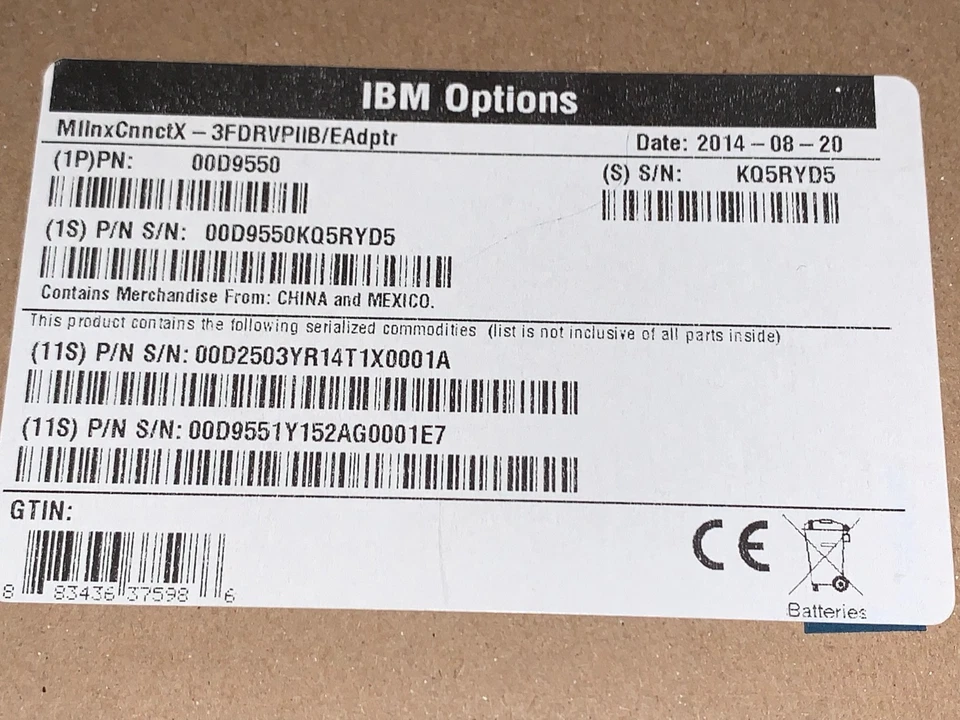 IBM Options
MllnxCnnctX – 3FDRVPIIB/EAdptr
Date: 2014 – 08 – 20
(1P)PN: 00D9550
(S) S/N: KQ5RYD5
(1S) P/N S/N: 00D9550KQ5RYD5
Contains Merchandise From: CHINA and MEXICO.
This product contains the following serialized commodities (list is not inclusive of all parts inside)
(11S) P/N S/N: 00D2503YR14T1X0001A
(11S) P/N S/N: 00D9551Y152AG0001E7
GTIN:
8 83436 37598 6
CE
Batteries